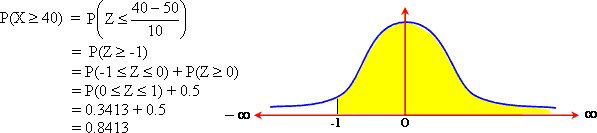 P(X ≥ 40) = P(Z ≤ (40 − 50)/10)
= P(Z ≥ -1)
= P(-1 ≤ Z ≤ 0) + P(Z ≥ 0)
= P(0 ≤ Z ≤ 1) + 0.5
= 0.3413 + 0.5
= 0.8413
− ∞ ∞
-1 O